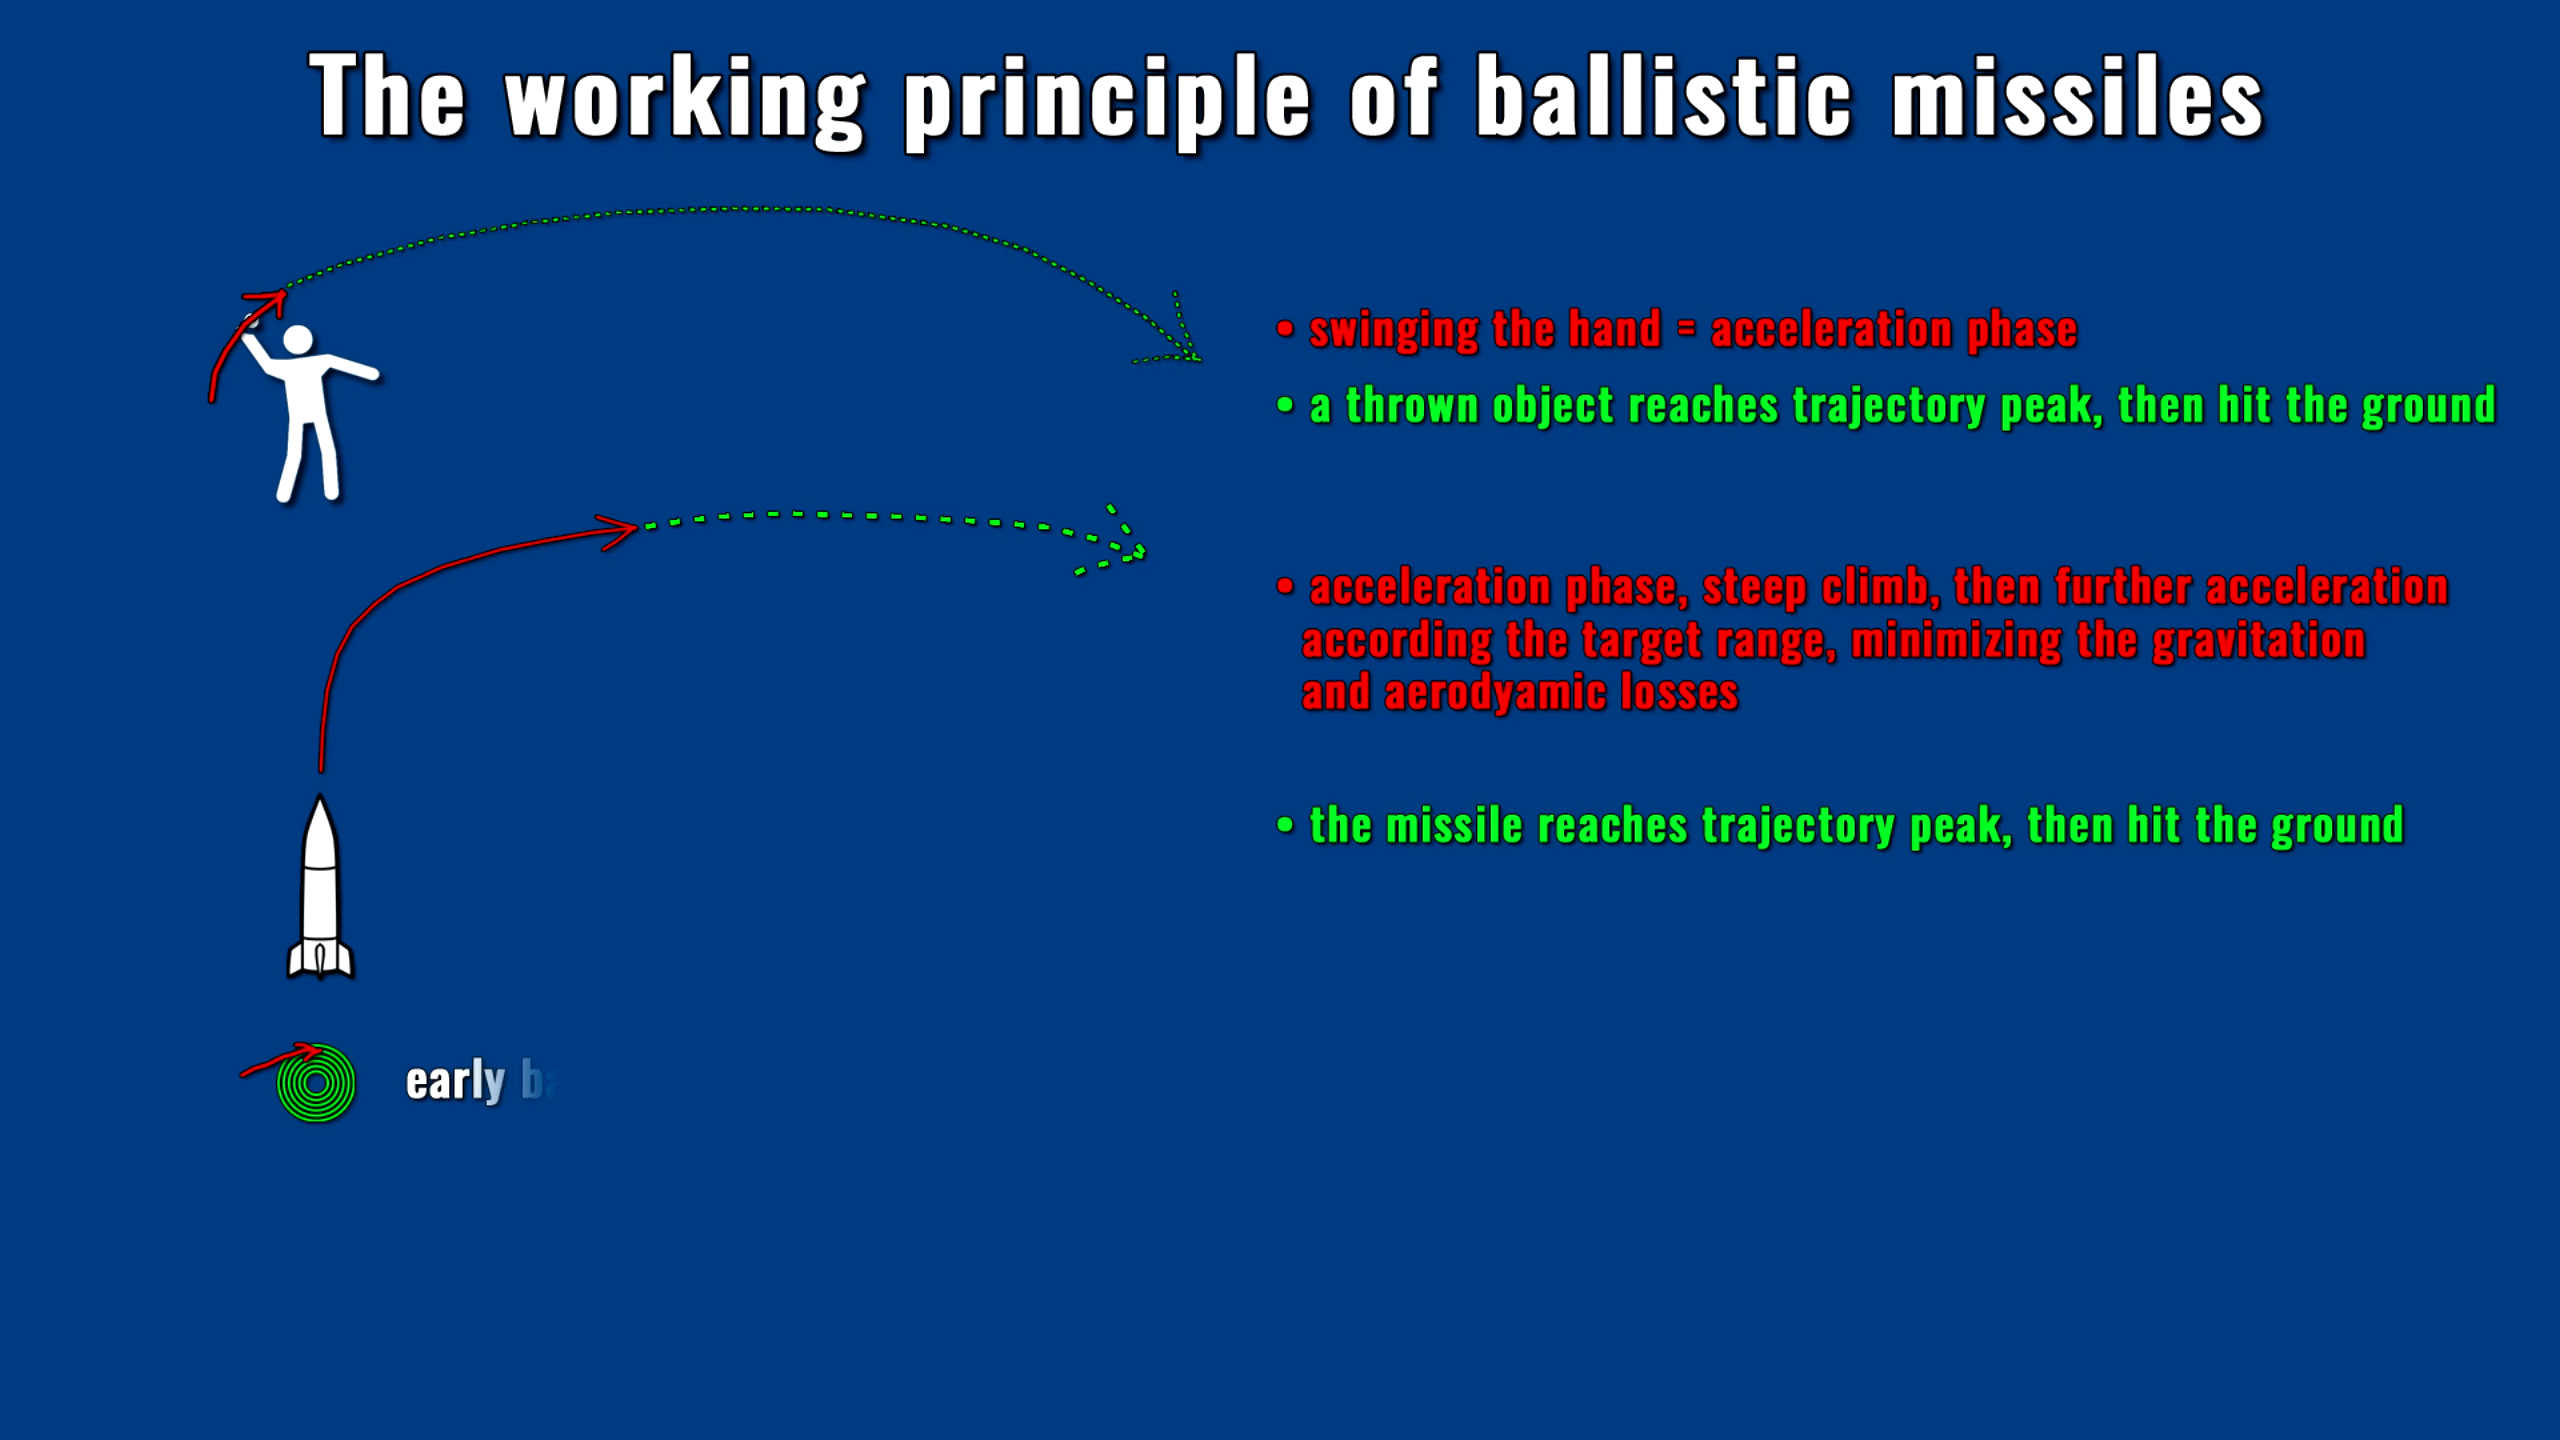 The working principle of ballistic missiles
• swinging the hand = acceleration phase
• a thrown object reaches trajectory peak, then hit the ground
• acceleration phase, steep climb, then further acceleration
according the target range, minimizing the gravitation
and aerodyamic losses
• the missile reaches trajectory peak, then hit the ground
early